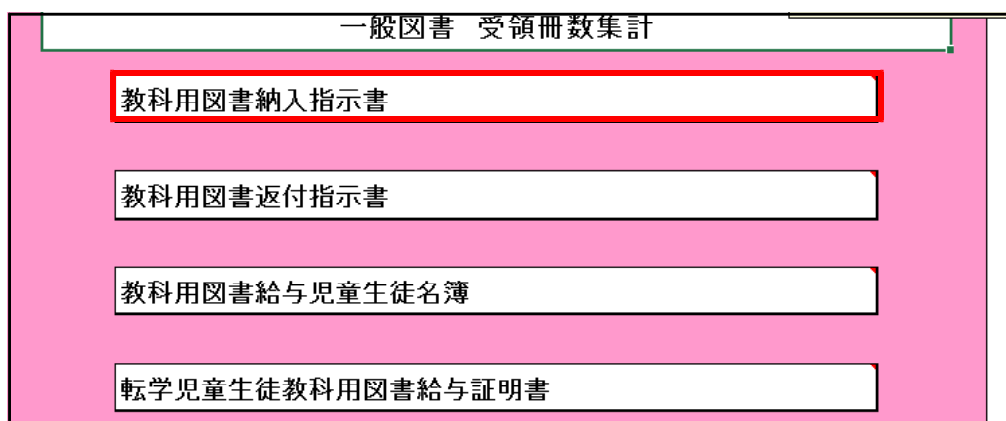 一般図書 受領冊数集計
教科用図書納入指示書
教科用図書返付指示書
教科用図書給与児童生徒名簿
転学児童生徒教科用図書給与証明書